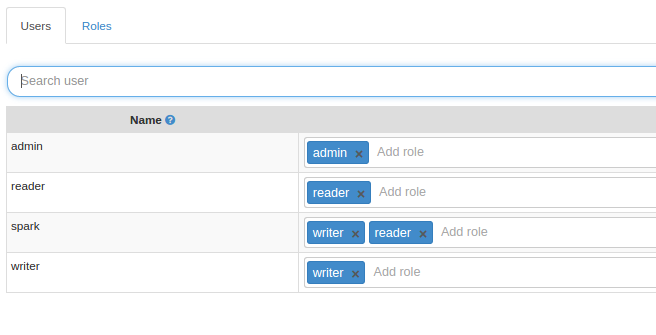 Users Roles
Search user
Name ?
admin admin × Add role
reader reader × Add role
spark writer × reader × Add role
writer writer × Add role